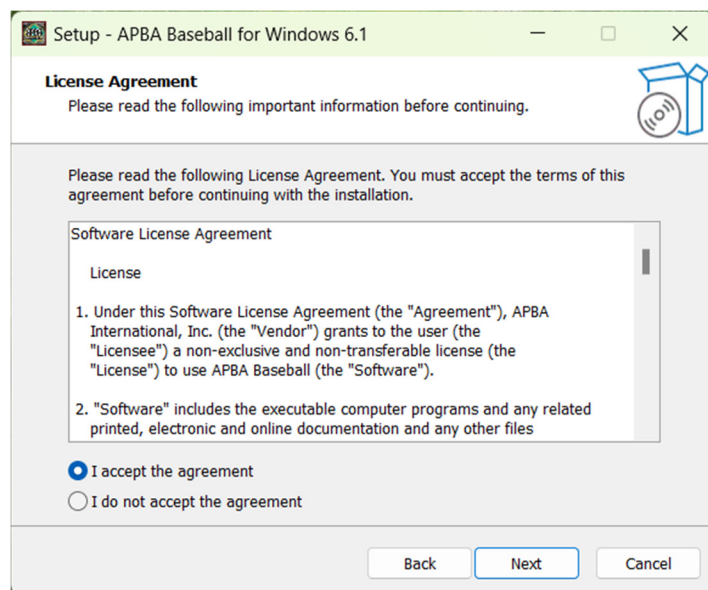 Setup - APBA Baseball for Windows 6.1
License Agreement
Please read the following important information before continuing.
Please read the following License Agreement. You must accept the terms of this
agreement before continuing with the installation.
Software License Agreement
License
1. Under this Software License Agreement (the "Agreement"), APBA
International, Inc. (the "Vendor") grants to the user (the
"Licensee") a non-exclusive and non-transferable license (the
"License") to use APBA Baseball (the "Software").
2. "Software" includes the executable computer programs and any related
printed, electronic and online documentation and any other files
I accept the agreement
I do not accept the agreement
Back Next Cancel